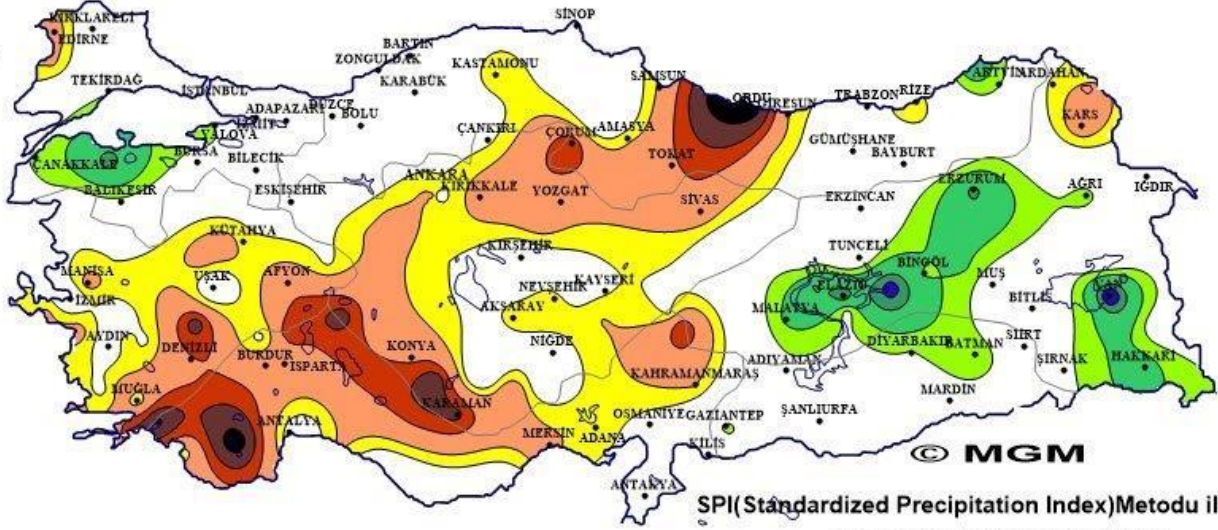 SİNOP
KIRKLARELİ
EDİRNE
BARTIN
ZONGULDAK
KASTAMONU
KARABÜK
SAMSUN
ARTVİN
ARDAHAN
TEKİRDAĞ
İSTANBUL
ORDU
TRABZON
RİZE
ADAPAZARI
DÜZCE
BOLU
KARS
YALOVA
ÇANKIRI
ÇORUM
AMASYA
GÜMÜŞHANE
ÇANAKKALE
BURSA
BİLECİK
TOKAT
BAYBURT
ANKARA
KIRIKKALE
YOZGAT
ERZURUM
AĞRI
IĞDIR
BALIKESİR
ESKİŞEHİR
SİVAS
ERZİNCAN
KÜTAHYA
KIRŞEHİR
TUNCELİ
MANİSA
UŞAK
AFYON
NEVŞEHİR
KAYSERİ
BİNGÖL
MUŞ
İZMİR
AKSARAY
MALATYA
ELAZIĞ
BİTLİS
AYDIN
DENİZLİ
BURDUR
ISPARTA
KONYA
NİĞDE
KAHRAMANMARAŞ
ADIYAMAN
DİYARBAKIR
BATMAN
SİİRT
ŞIRNAK
HAKKARİ
MUĞLA
KARAMAN
MARDİN
ANTALYA
MERSİN
ADANA
OSMANİYE
GAZİANTEP
ŞANLIURFA
KİLİS
© MGM
ANTAKYA
SPI(Standardized Precipitation Index)Metodu il